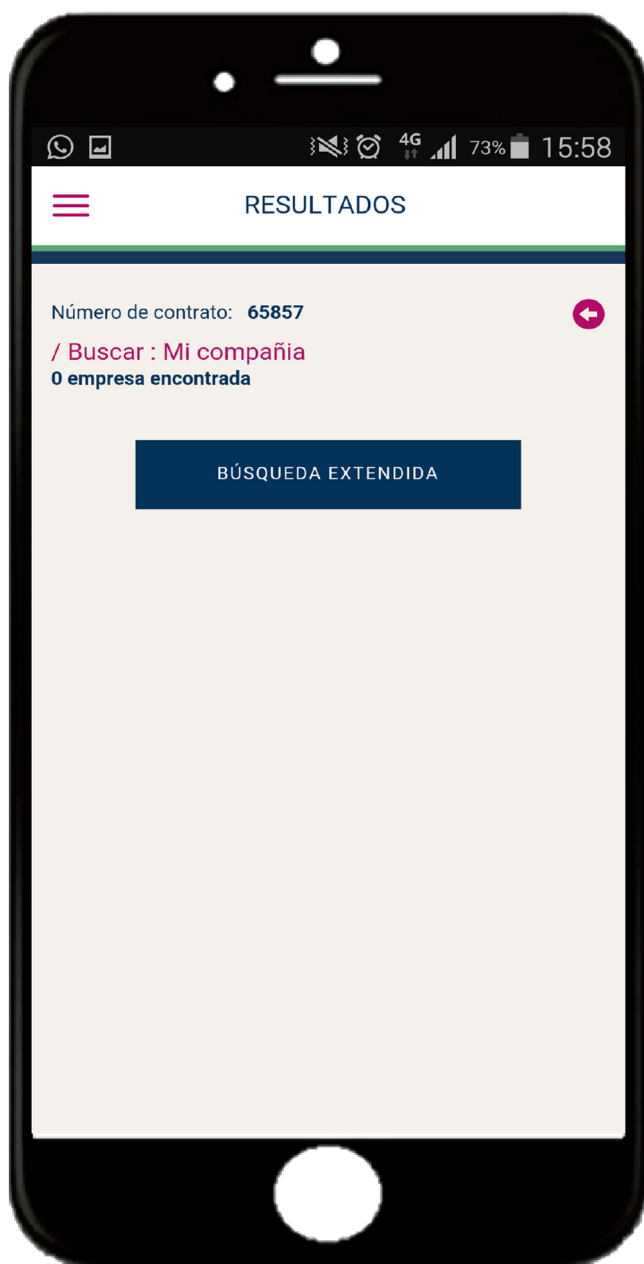 4G 73% 15:58
RESULTADOS
Número de contrato: 65857
/ Buscar : Mi compañia
0 empresa encontrada
BÚSQUEDA EXTENDIDA